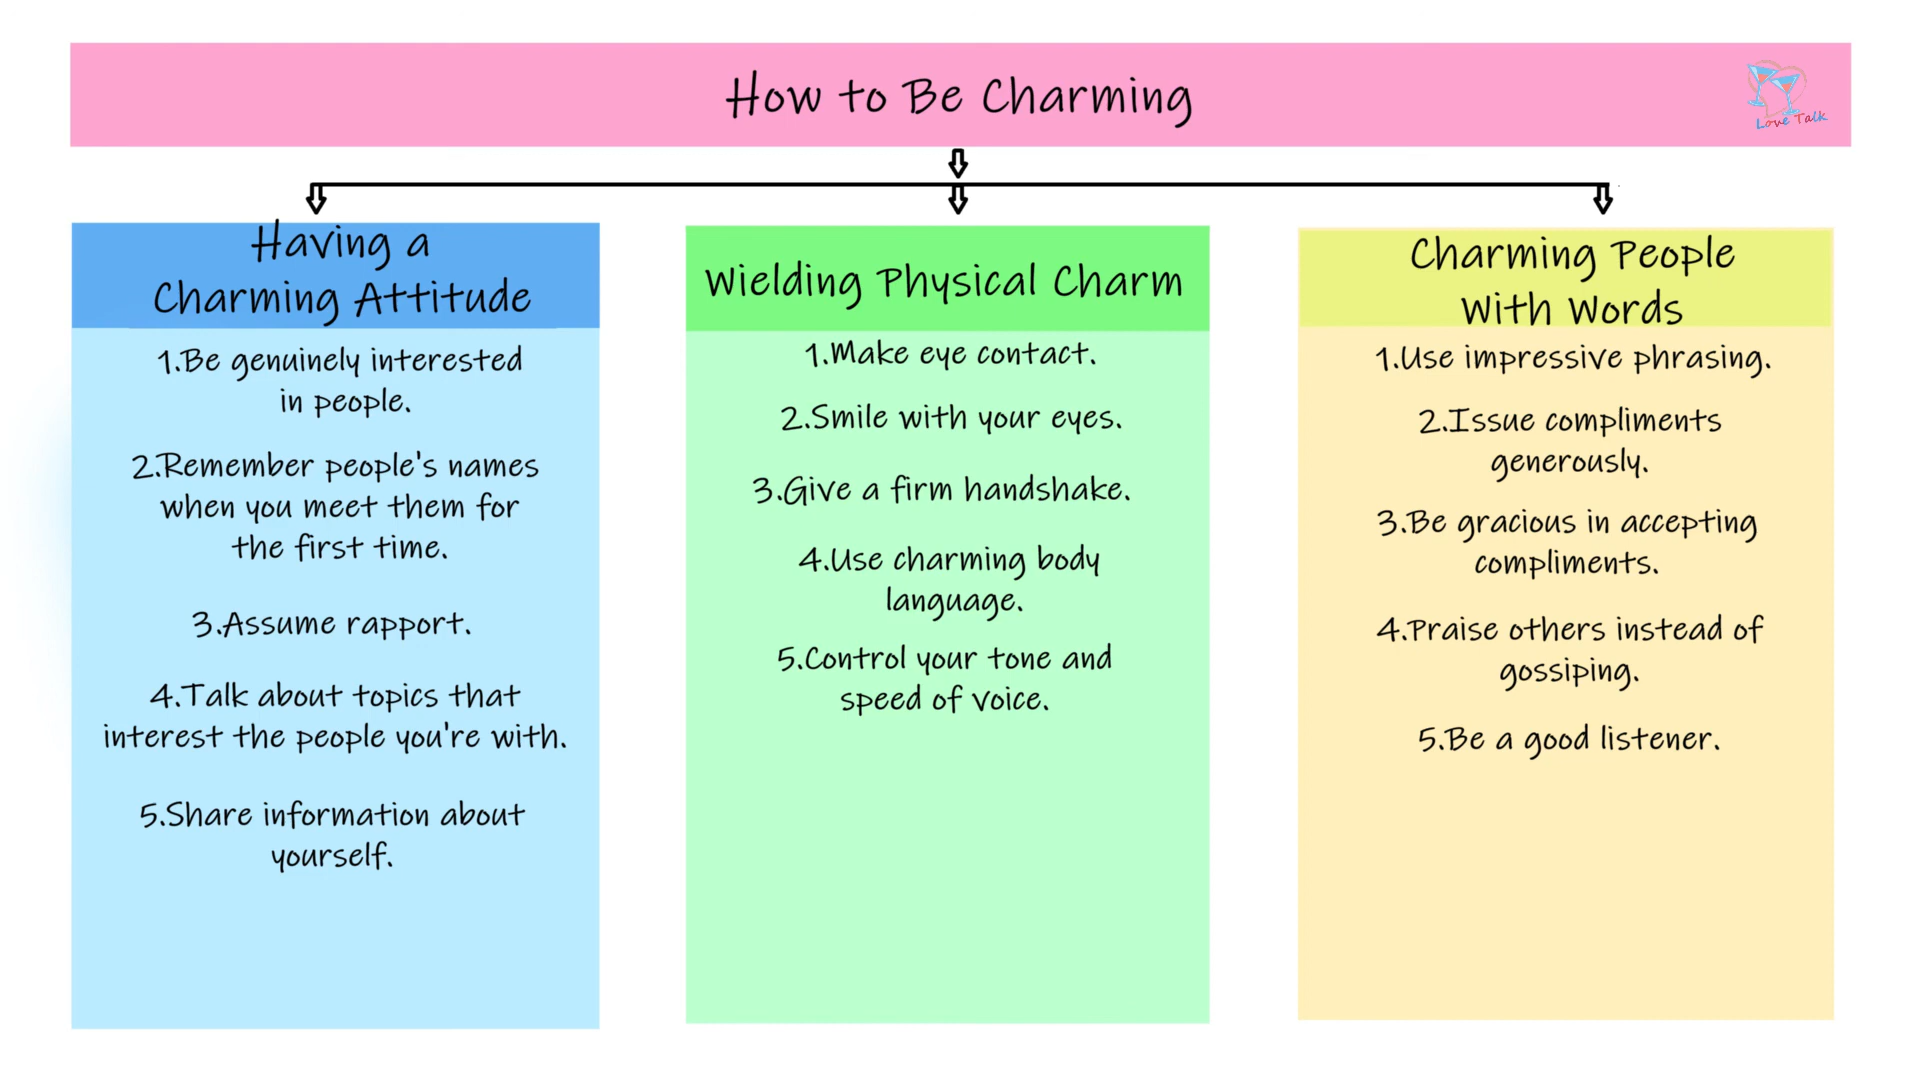 How to Be Charming
Love Talk
Having a
Charming Attitude
1.Be genuinely interested
in people.
2.Remember people's names
when you meet them for
the first time.
3.Assume rapport.
4.Talk about topics that
interest the people you're with.
5.Share information about
yourself.
Wielding Physical Charm
1.Make eye contact.
2.Smile with your eyes.
3.Give a firm handshake.
4.Use charming body
language.
5.Control your tone and
speed of voice.
Charming People
With Words
1.Use impressive phrasing.
2.Issue compliments
generously.
3.Be gracious in accepting
compliments.
4.Praise others instead of
gossiping.
5.Be a good listener.